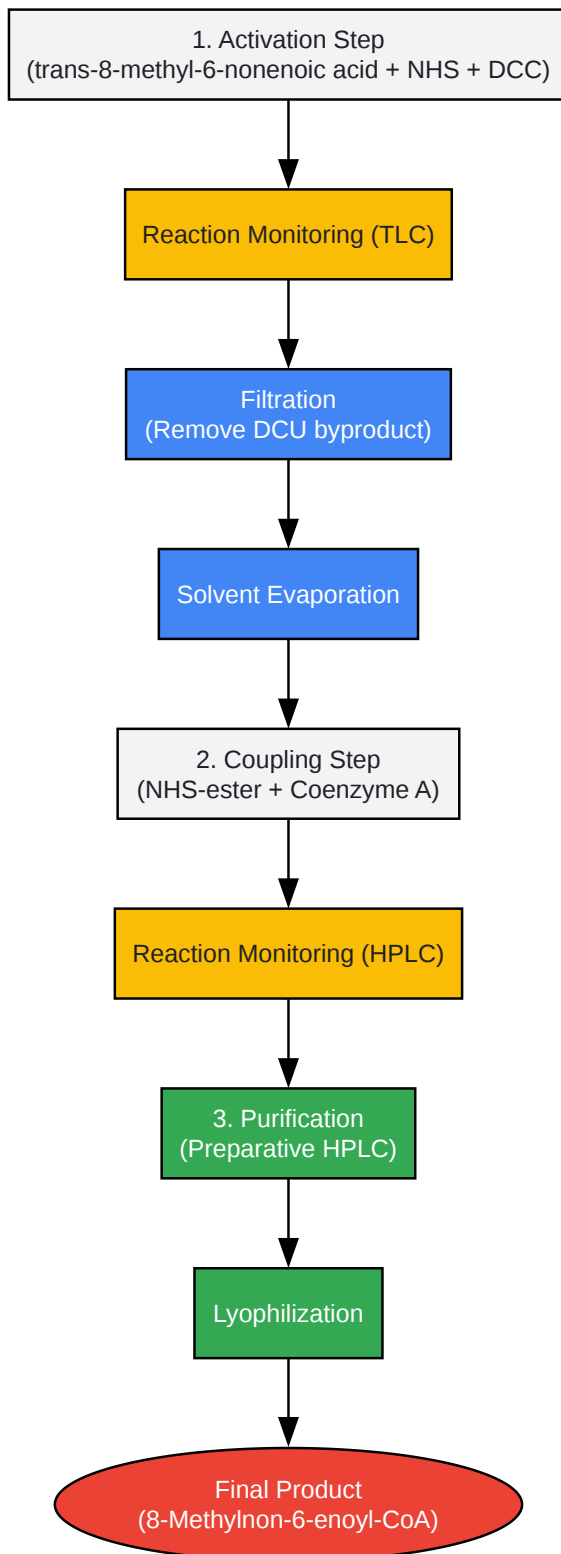 1. Activation Step
(trans-8-methyl-6-nonenoic acid + NHS + DCC)
Reaction Monitoring (TLC)
Filtration
(Remove DCU byproduct)
Solvent Evaporation
2. Coupling Step
(NHS-ester + Coenzyme A)
Reaction Monitoring (HPLC)
3. Purification
(Preparative HPLC)
Lyophilization
Final Product
(8-Methylnon-6-enoyl-CoA)